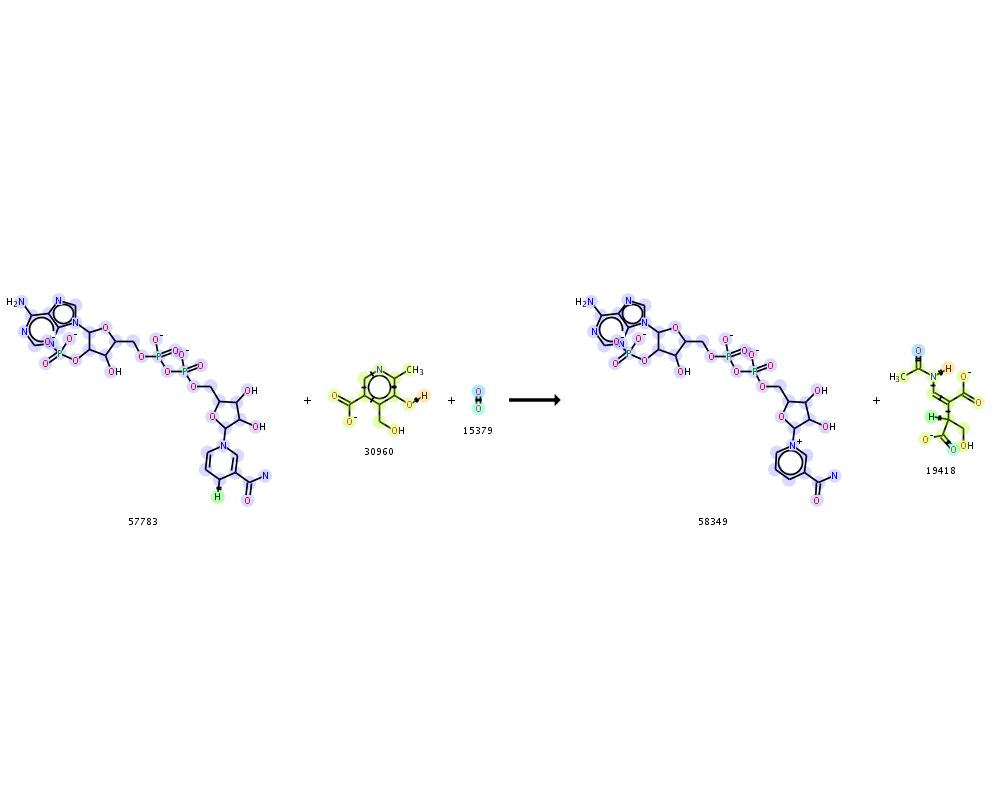 H2N N N N N O O- O- P O O OH O P O- O O- O P O O OH OH O N N O H
57783
+
N CH3 O O- O H OH
30960
+
O O
15379
H2N N N N N O O- O- P O O OH O P O- O O- O P O O OH OH O N+ N O
58349
+
O H3C N H O- O H O- O OH
19418